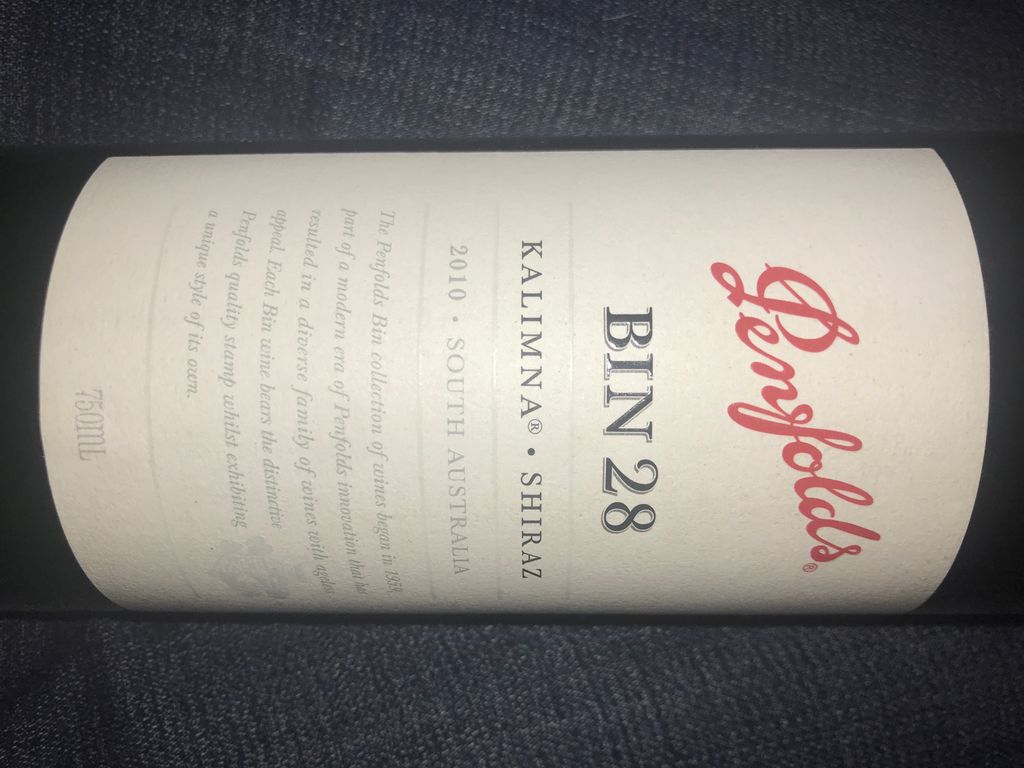 Penfolds®
BIN 28
KALIMNA® • SHIRAZ
2010 • SOUTH AUSTRALIA
The Penfolds Bin collection of wines began in 1959,
part of a modern era of Penfolds innovation that has
resulted in a diverse family of wines with ageless
appeal. Each Bin wine bears the distinctive
Penfolds quality stamp whilst exhibiting
a unique style of its own.
750ML